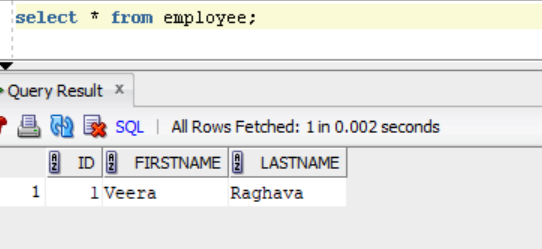 select * from employee;
Query Result x
SQL | All Rows Fetched: 1 in 0.002 seconds
ID FIRSTNAME LASTNAME
1 1 Veera Raghava